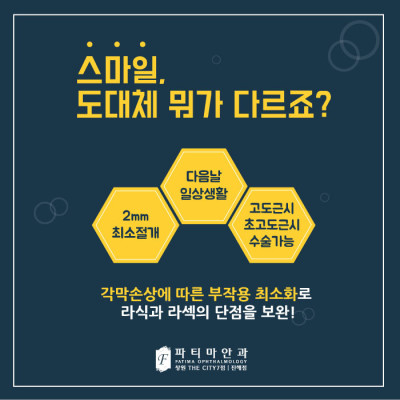 스마일,
도대체 뭐가 다르죠?
다음날
일상생활
2mm
최소절개
고도근시
초고도근시
수술가능
각막손상에 따른 부작용 최소화로
라식과 라섹의 단점을 보완!
F
파티마안과
FATIMA OPHTHALMOLOGY
창원 THE CITY7점 | 진해점